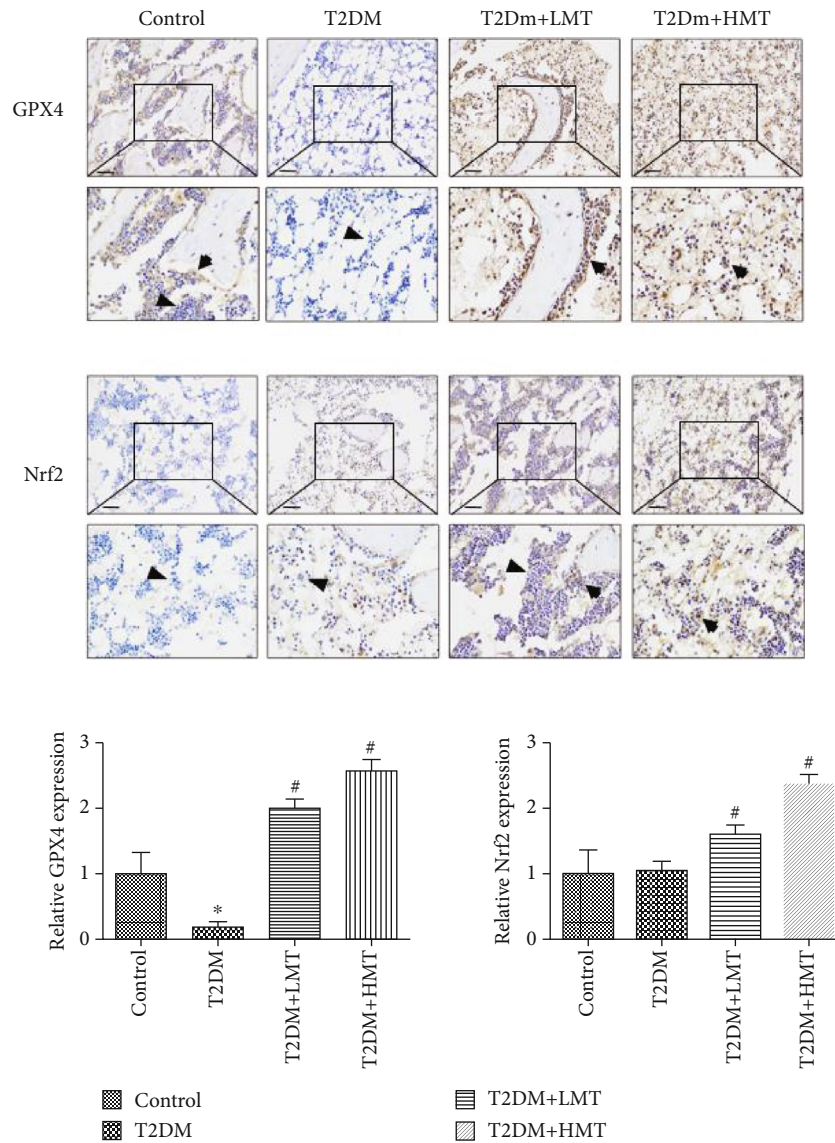 Control T2DM T2Dm+LMT T2Dm+HMT
GPX4
Nrf2
Relative GPX4 expression
3
2
1
0
*
#
#
Control
T2DM
T2DM+LMT
T2DM+HMT
Relative Nrf2 expression
3
2
1
0
#
#
Control
T2DM
T2DM+LMT
T2DM+HMT
Control
T2DM
T2DM+LMT
T2DM+HMT